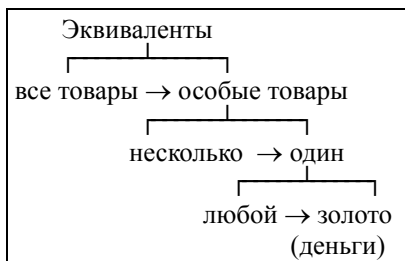 Эквиваленты
все товары → особые товары
несколько → один
любой → золото
(деньги)